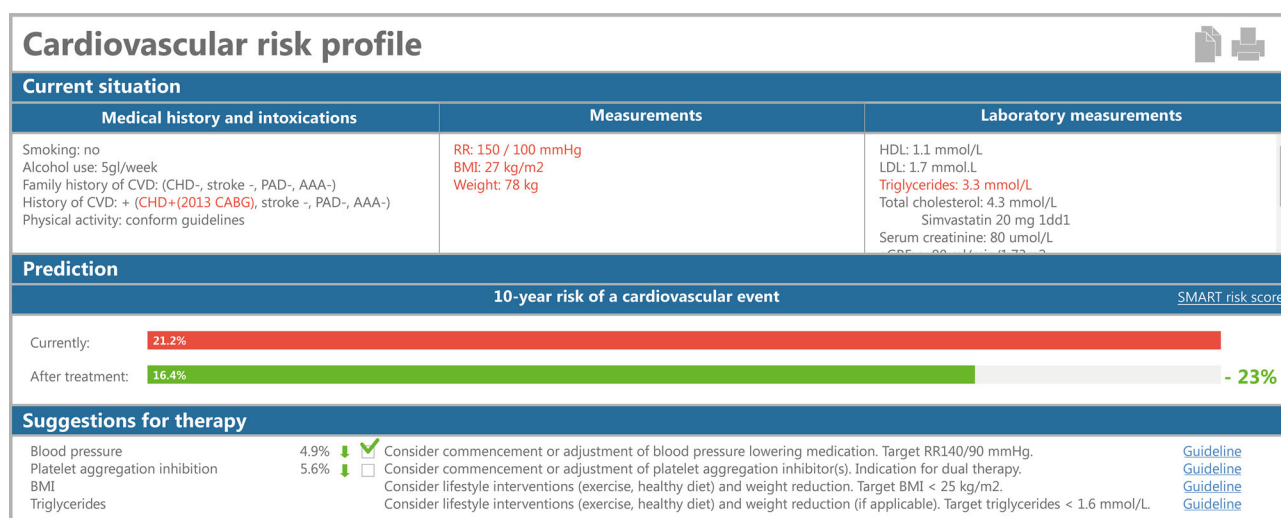 Cardiovascular risk profile
Current situation
Medical history and intoxications
Smoking: no
Alcohol use: 5gl/week
Family history of CVD: (CHD-, stroke -, PAD-, AAA-)
History of CVD: + (CHD+(2013 CABG), stroke -, PAD-, AAA-)
Physical activity: conform guidelines
Measurements
RR: 150 / 100 mmHg
BMI: 27 kg/m2
Weight: 78 kg
Laboratory measurements
HDL: 1.1 mmol/L
LDL: 1.7 mmol.L
Triglycerides: 3.3 mmol/L
Total cholesterol: 4.3 mmol/L
Simvastatin 20 mg 1dd1
Serum creatinine: 80 umol/L
Prediction
10-year risk of a cardiovascular event
SMART risk score
Currently: 21.2%
After treatment: 16.4% - 23%
Suggestions for therapy
Blood pressure 4.9% Consider commencement or adjustment of blood pressure lowering medication. Target RR140/90 mmHg. Guideline
Platelet aggregation inhibition 5.6% Consider commencement or adjustment of platelet aggregation inhibitor(s). Indication for dual therapy. Guideline
BMI Consider lifestyle interventions (exercise, healthy diet) and weight reduction. Target BMI < 25 kg/m2. Guideline
Triglycerides Consider lifestyle interventions (exercise, healthy diet) and weight reduction (if applicable). Target triglycerides < 1.6 mmol/L. Guideline